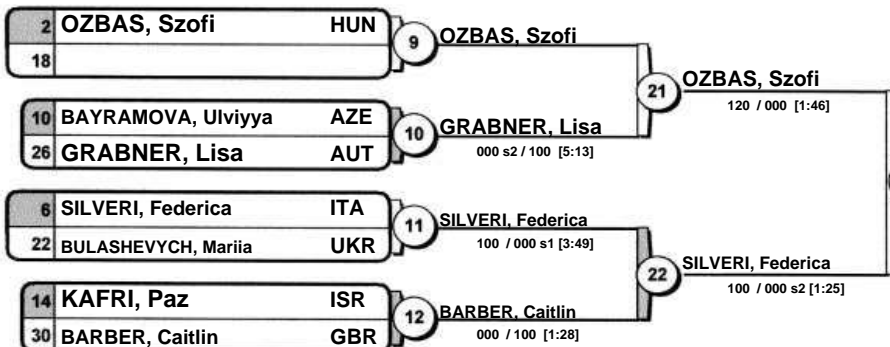 2 OZBAS, Szofi HUN
18
9 OZBAS, Szofi
10 BAYRAMOVA, Ulviyya AZE
26 GRABNER, Lisa AUT
10 GRABNER, Lisa
000 s2 / 100 [5:13]
21 OZBAS, Szofi
120 / 000 [1:46]
6 SILVERI, Federica ITA
22 BULASHEVYCH, Mariia UKR
11 SILVERI, Federica
100 / 000 s1 [3:49]
14 KAFRI, Paz ISR
30 BARBER, Caitlin GBR
12 BARBER, Caitlin
000 / 100 [1:28]
22 SILVERI, Federica
100 / 000 s2 [1:25]